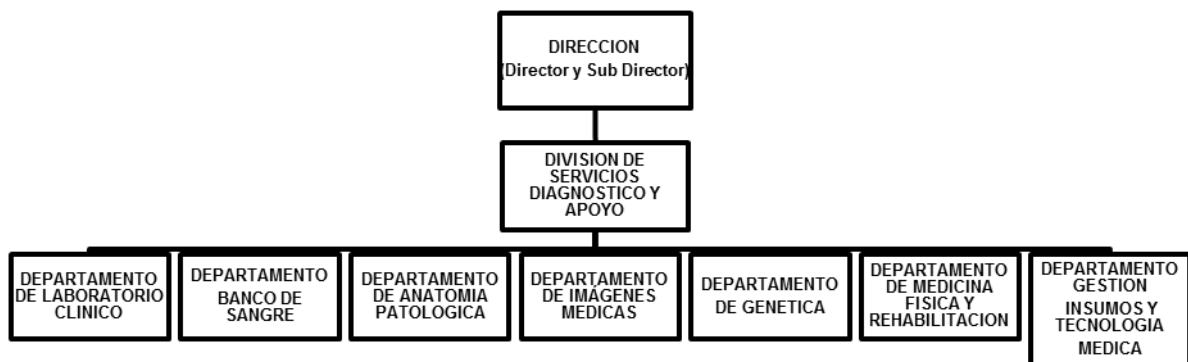 DIRECCION
(Director y Sub Director)
DIVISION DE
SERVICIOS
DIAGNOSTICO Y
APOYO
DEPARTAMENTO
DE LABORATORIO
CLINICO
DEPARTAMENTO
BANCO DE
SANGRE
DEPARTAMENTO
DE ANATOMIA
PATOLOGICA
DEPARTAMENTO
DE IMÁGENES
MEDICAS
DEPARTAMENTO
DE GENETICA
DEPARTAMENTO
DE MEDICINA
FISICA Y
REHABILITACION
DEPARTAMENTO
GESTION
INSUMOS Y
TECNOLOGIA
MEDICA